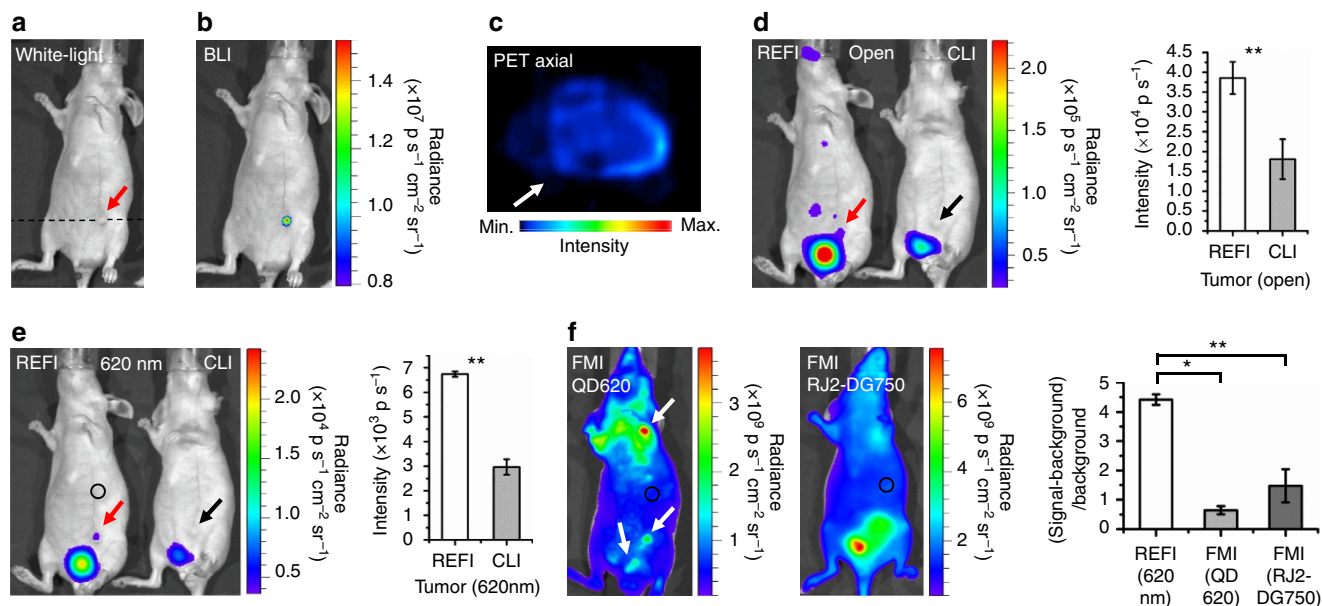 a
White-light
b
BLI
1.4
1.2
1.0
0.8
Radiance
(×10⁷ p s⁻¹ cm⁻² sr⁻¹)
c
PET axial
Min.
Max.
Intensity
d
REFI
Open
CLI
2.0
1.5
1.0
0.5
Radiance
(×10⁵ p s⁻¹ cm⁻² sr⁻¹)
Intensity (×10⁴ p s⁻¹)
4.5
4.0
3.5
3.0
2.5
2.0
1.5
1.0
0.5
0.0
**
REFI
CLI
Tumor (open)
e
REFI
620 nm
CLI
2.0
1.5
1.0
0.5
Radiance
(×10⁴ p s⁻¹ cm⁻² sr⁻¹)
Intensity (×10³ p s⁻¹)
7
6
5
4
3
2
1
0
**
REFI
CLI
Tumor (620nm)
f
FMI
QD620
3
2
1
Radiance
(×10⁹ p s⁻¹ cm⁻² sr⁻¹)
FMI
RJ2-DG750
6
4
2
Radiance
(×10⁹ p s⁻¹ cm⁻² sr⁻¹)
(Signal-background)
/background
5
4
3
2
1
0
**
*
REFI
(620
nm)
FMI
(QD
620)
FMI
(RJ2-
DG750)